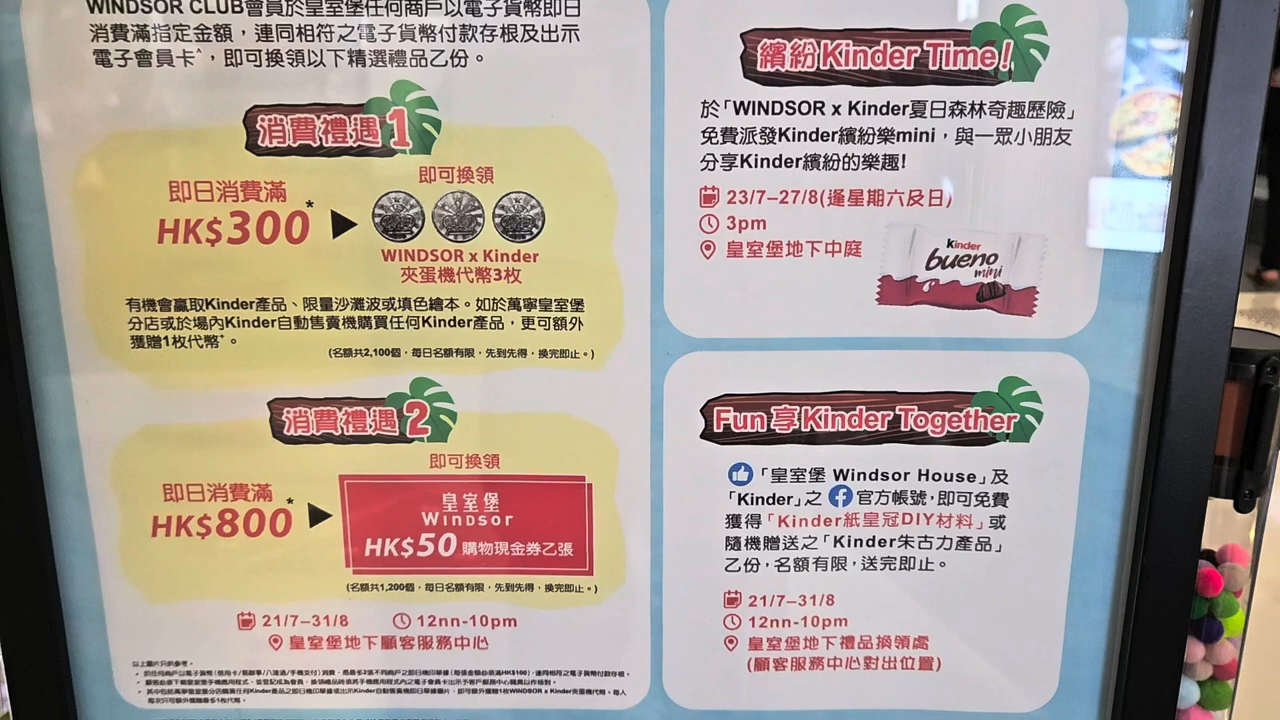 WINDSOR CLUB會員於皇室堡任何商戶以電子貨幣即日
消費滿指定金額，連同相符之電子貨幣付款存根及出示
電子會員卡^，即可換領以下精選禮品乙份。
消費禮遇1
即日消費滿
HK$300*
即可換領
WINDSOR x Kinder
夾蛋機代幣3枚
有機會贏取Kinder產品、限量沙灘波或填色繪本。如於萬寧皇室堡
分店或於場內Kinder自動售賣機購買任何Kinder產品，更可額外
獲贈1枚代幣+。
(名額共2,100個，每日名額有限，先到先得，換完即止。)
消費禮遇2
即日消費滿
HK$800*
即可換領
皇室堡
Windsor
HK$50購物現金券乙張
(名額共1,200個，每日名額有限，先到先得，換完即止。)
21/7–31/8
12nn-10pm
皇室堡地下顧客服務中心
以上圖片只供參考。
繽紛Kinder Time!
於「WINDSOR x Kinder夏日森林奇趣歷險」
免費派發Kinder繽紛樂mini，與一眾小朋友
分享Kinder繽紛的樂趣!
23/7–27/8(逢星期六及日)
3pm
皇室堡地下中庭
kinder
bueno
mini
Fun享Kinder Together
「皇室堡 Windsor House」及
「Kinder」之 官方帳號，即可免費
獲得「Kinder紙皇冠DIY材料」或
隨機贈送之「Kinder朱古力產品」
乙份，名額有限，送完即止。
21/7–31/8
12nn-10pm
皇室堡地下禮品換領處
(顧客服務中心對出位置)